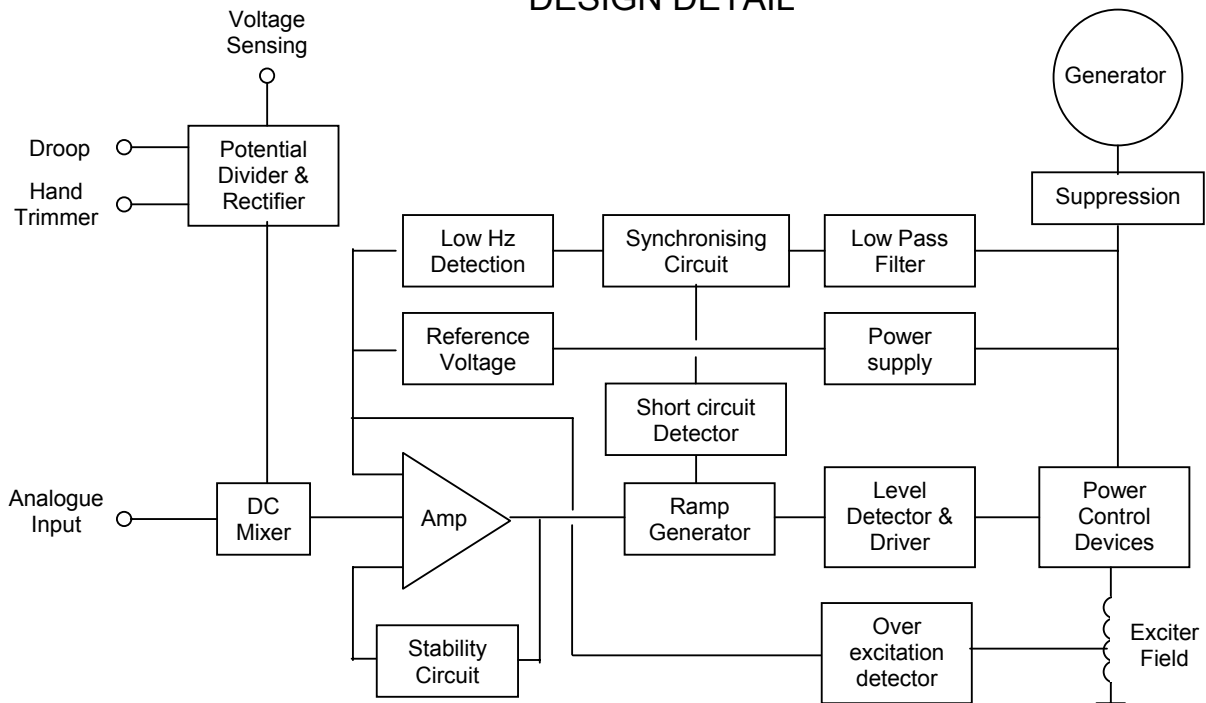 DESIGN DETAIL
Voltage
Sensing
Generator
Droop
Hand
Trimmer
Potential
Divider &
Rectifier
Suppression
Low Hz
Detection
Synchronising
Circuit
Low Pass
Filter
Reference
Voltage
Power
supply
Short circuit
Detector
Analogue
Input
DC
Mixer
Amp
Ramp
Generator
Level
Detector &
Driver
Power
Control
Devices
Stability
Circuit
Over
excitation
detector
Exciter
Field